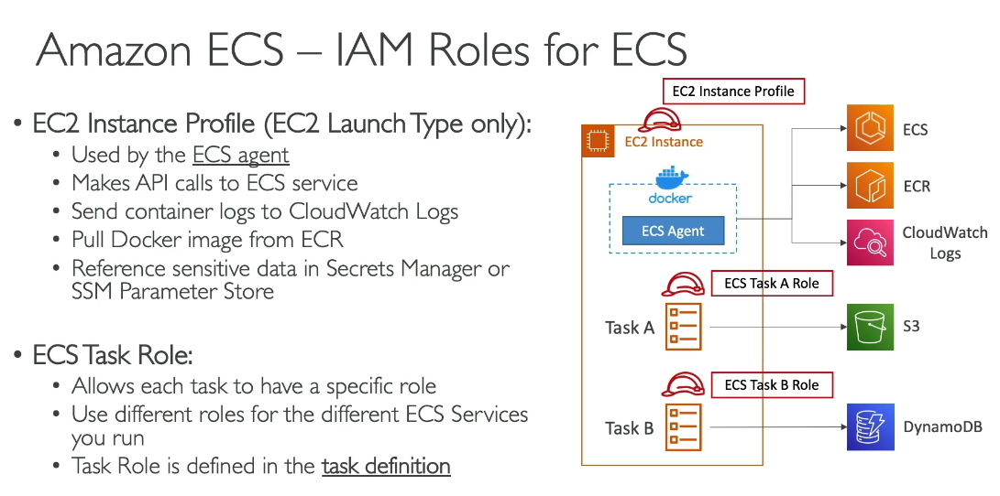 Amazon ECS – IAM Roles for ECS
• EC2 Instance Profile (EC2 Launch Type only):
• Used by the ECS agent
• Makes API calls to ECS service
• Send container logs to CloudWatch Logs
• Pull Docker image from ECR
• Reference sensitive data in Secrets Manager or
SSM Parameter Store
• ECS Task Role:
• Allows each task to have a specific role
• Use different roles for the different ECS Services
you run
• Task Role is defined in the task definition
EC2 Instance Profile
EC2 Instance
docker
ECS Agent
ECS
ECR
CloudWatch
Logs
ECS Task A Role
Task A
S3
ECS Task B Role
Task B
DynamoDB